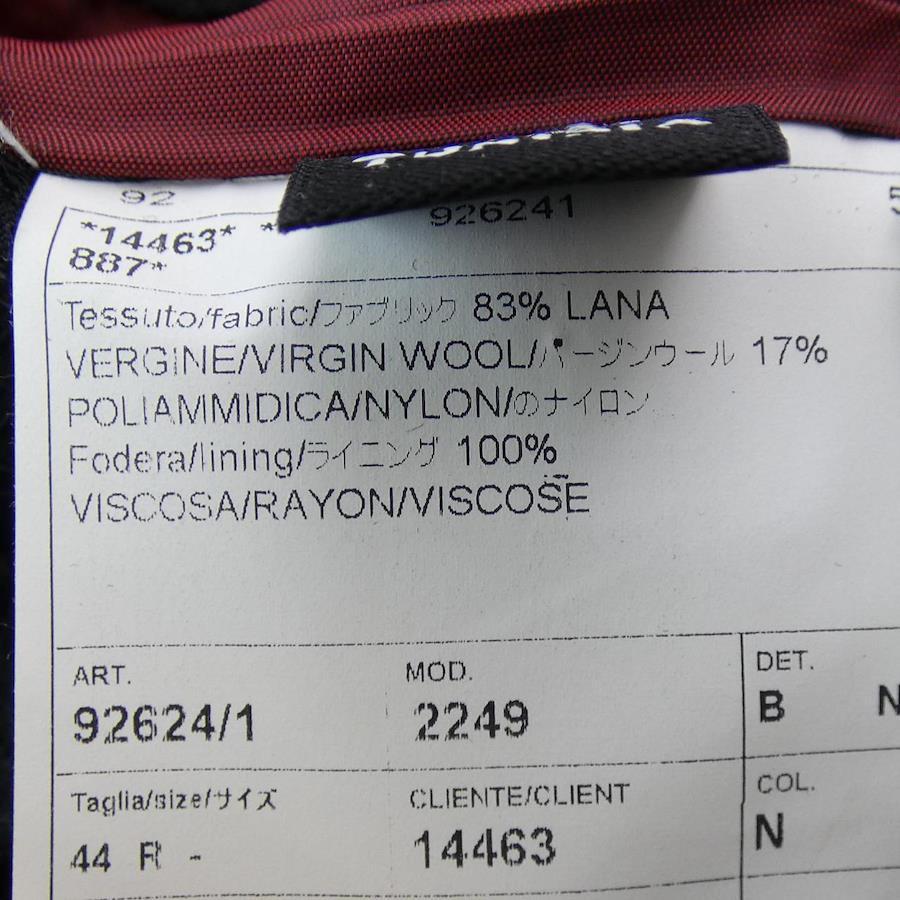 92
926241
5
*14463* *
887*
Tessuto/fabric/ファブリック 83% LANA
VERGINE/VIRGIN WOOL/バージンウール 17%
POLIAMMIDICA/NYLON/のナイロン
Fodera/lining/ライニング 100%
VISCOSA/RAYON/VISCOSE
ART.
MOD.
DET.
92624/1
2249
B N
Taglia/size/サイズ
CLIENTE/CLIENT
COL.
44 R -
14463
N